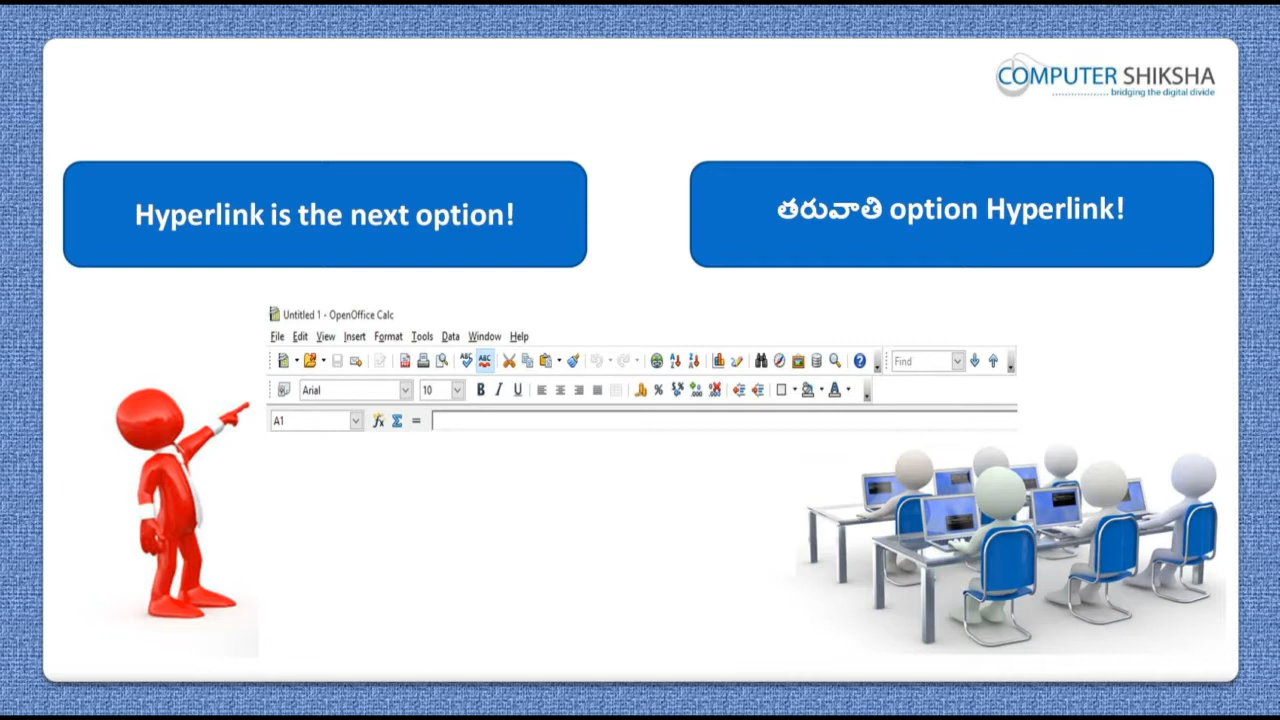 COMPUTER SHIKSHA
bridging the digital divide
Hyperlink is the next option!
తరువాతి option Hyperlink!
Untitled 1 - OpenOffice Calc
File Edit View Insert Format Tools Data Window Help
Find
Arial 10 B I U
A1